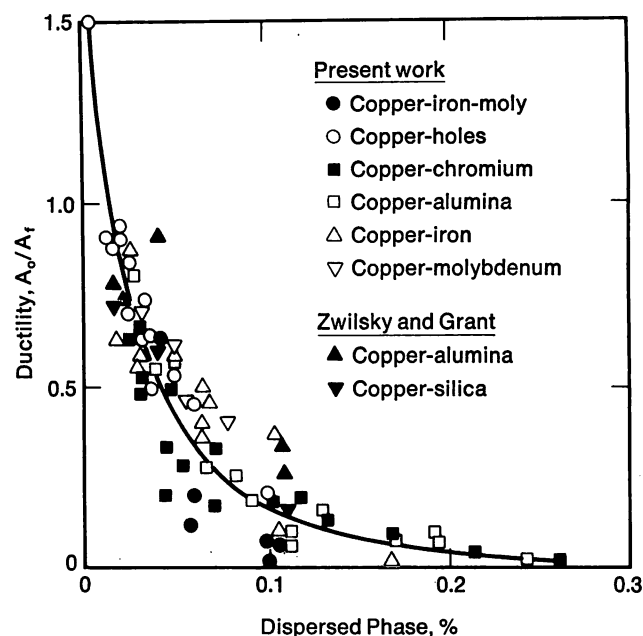 1.5
1.0
0.5
0
Ductility, Ao/Af
Present work
Copper-iron-moly
Copper-holes
Copper-chromium
Copper-alumina
Copper-iron
Copper-molybdenum
Zwilsky and Grant
Copper-alumina
Copper-silica
0 0.1 0.2 0.3
Dispersed Phase, %